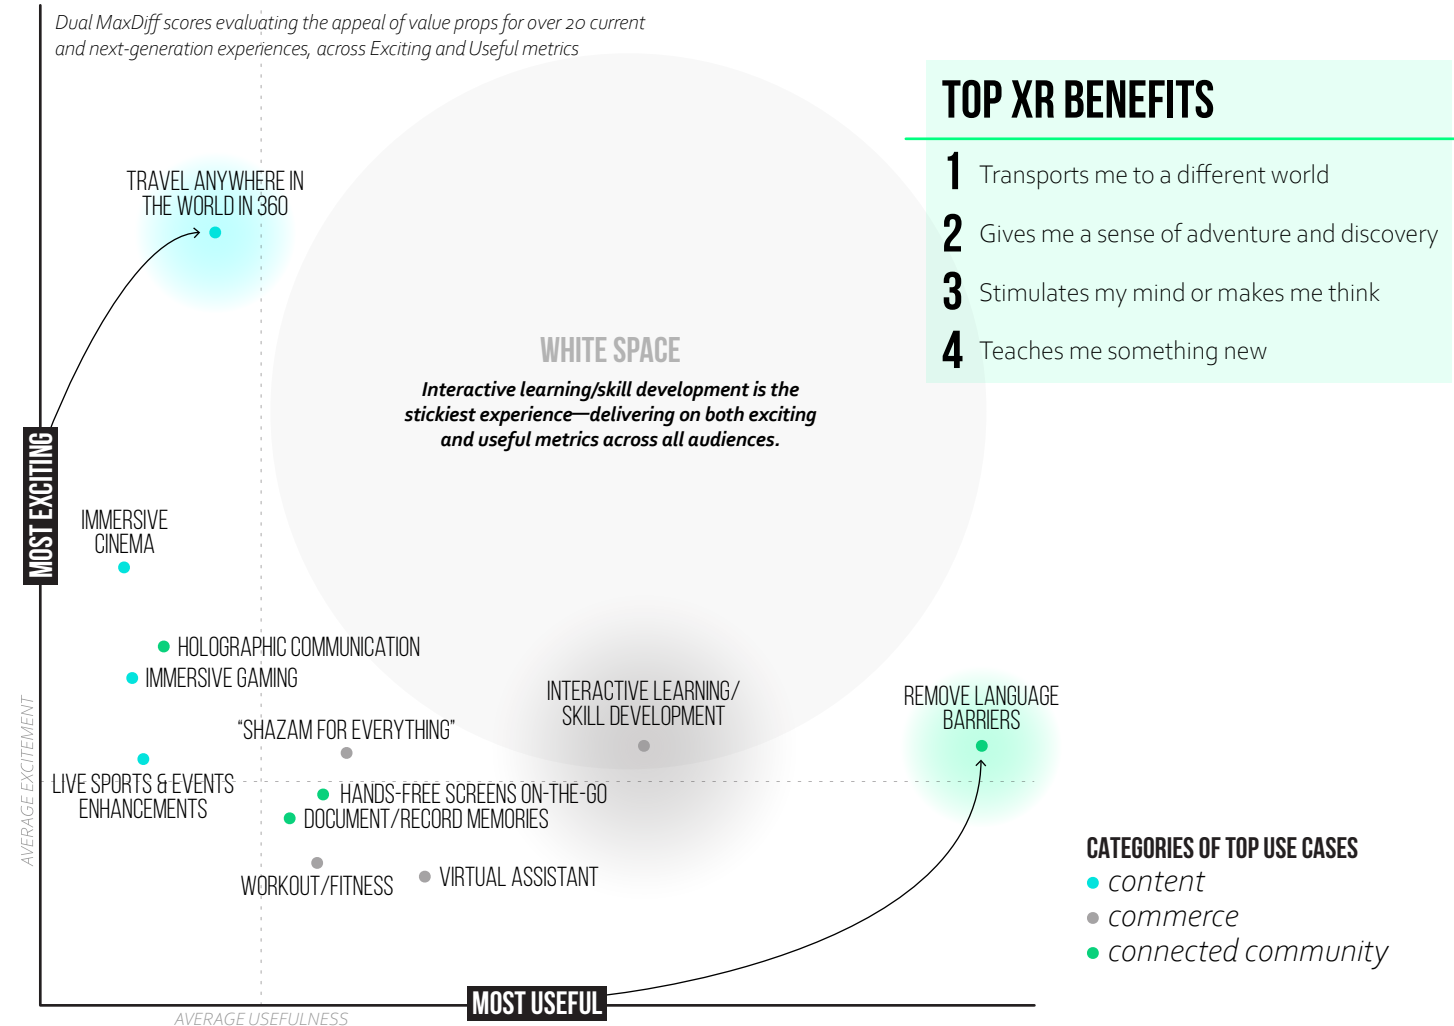 Dual MaxDiff scores evaluating the appeal of value props for over 20 current
and next-generation experiences, across Exciting and Useful metrics
TOP XR BENEFITS
1 Transports me to a different world
2 Gives me a sense of adventure and discovery
3 Stimulates my mind or makes me think
4 Teaches me something new
TRAVEL ANYWHERE IN
THE WORLD IN 360
WHITE SPACE
Interactive learning/skill development is the
stickiest experience—delivering on both exciting
and useful metrics across all audiences.
MOST EXCITING
IMMERSIVE
CINEMA
HOLOGRAPHIC COMMUNICATION
IMMERSIVE GAMING
INTERACTIVE LEARNING/
SKILL DEVELOPMENT
REMOVE LANGUAGE
BARRIERS
"SHAZAM FOR EVERYTHING"
AVERAGE EXCITEMENT
LIVE SPORTS & EVENTS
ENHANCEMENTS
HANDS-FREE SCREENS ON-THE-GO
DOCUMENT/RECORD MEMORIES
WORKOUT/FITNESS
VIRTUAL ASSISTANT
CATEGORIES OF TOP USE CASES
content
commerce
connected community
MOST USEFUL
AVERAGE USEFULNESS